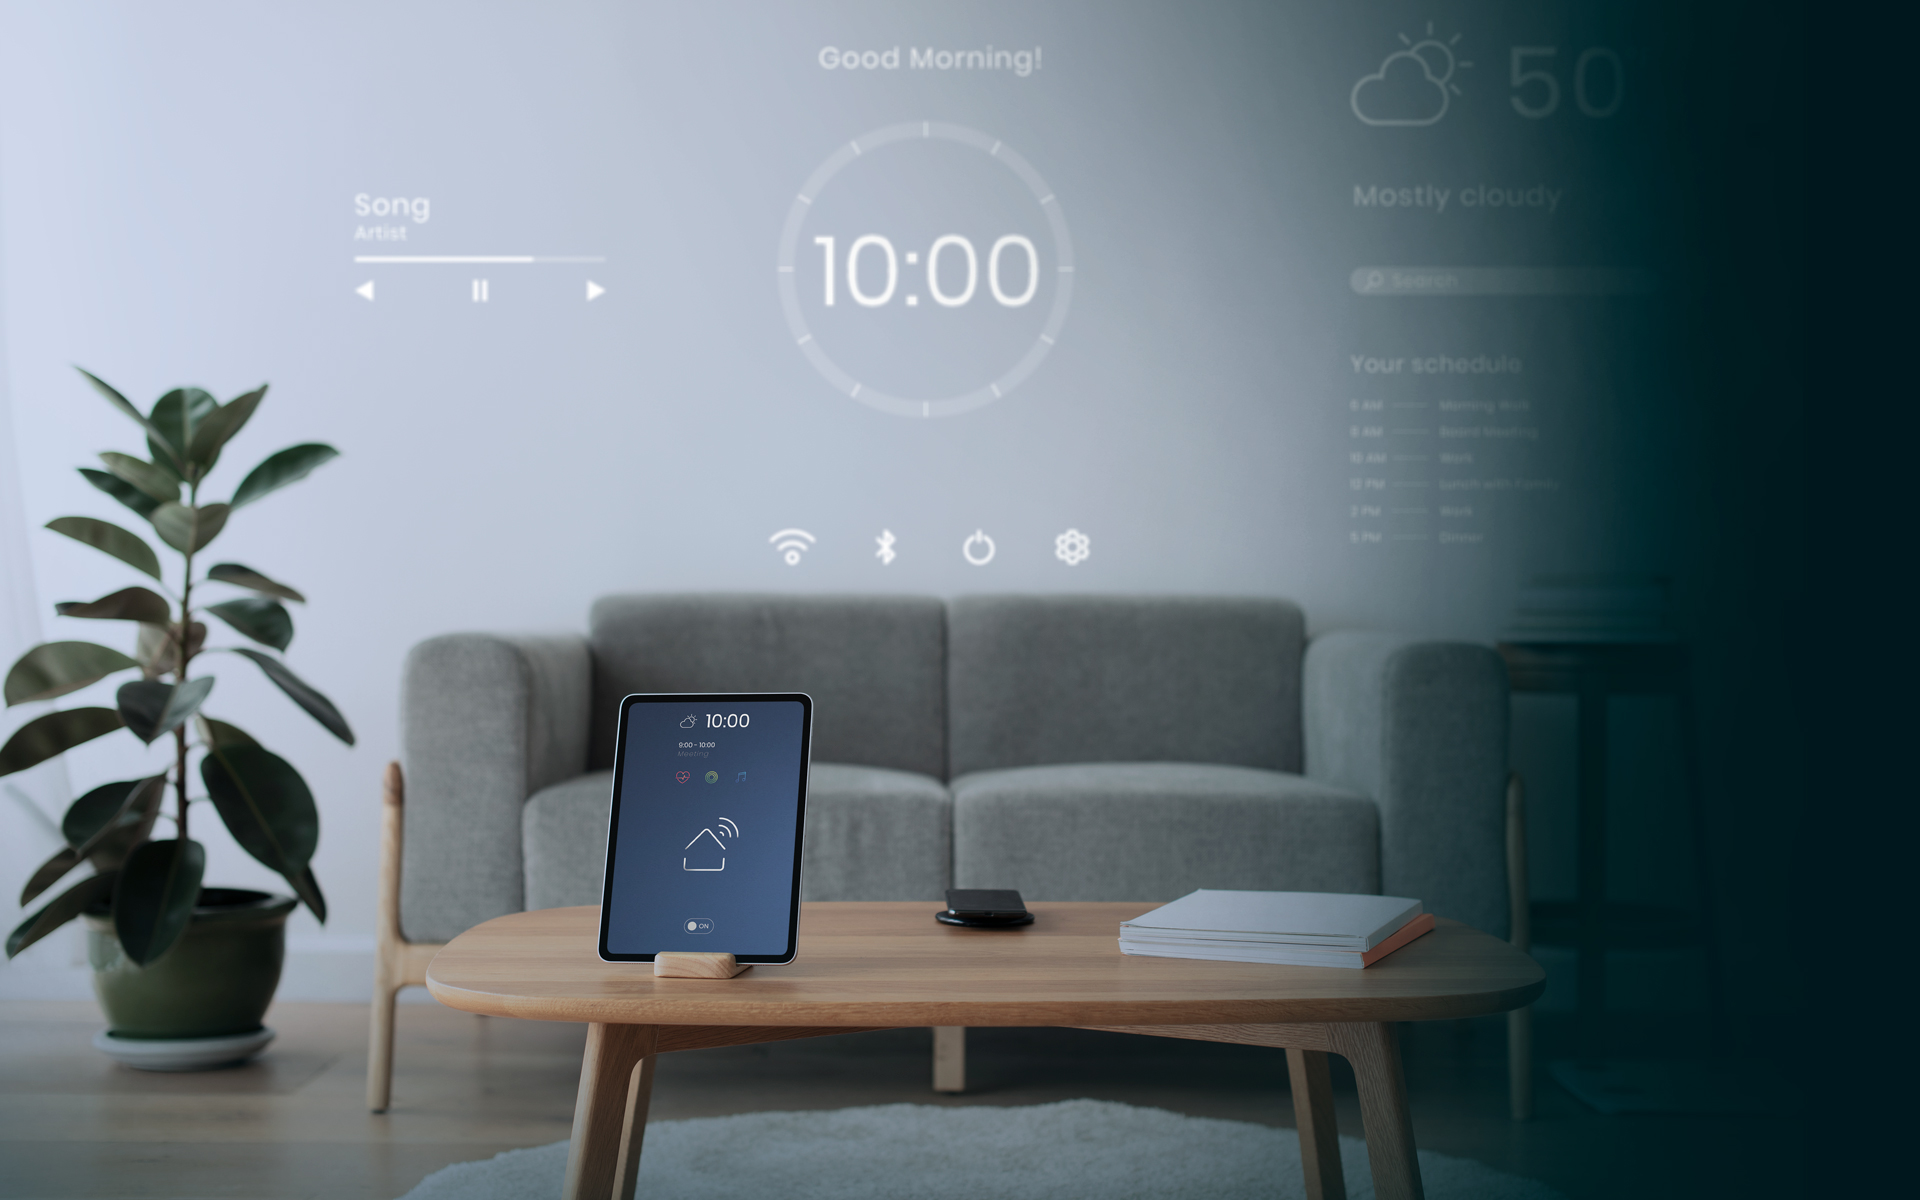 Good Morning!
10:00
Song
Artist
50°
Mostly cloudy
Search
Your schedule
6 AM Morning Walk
8 AM Board Meeting
10 AM Work
12 PM Lunch with Family
2 PM Work
5 PM Dinner
10:00
9:00 - 10:00
Meeting
ON